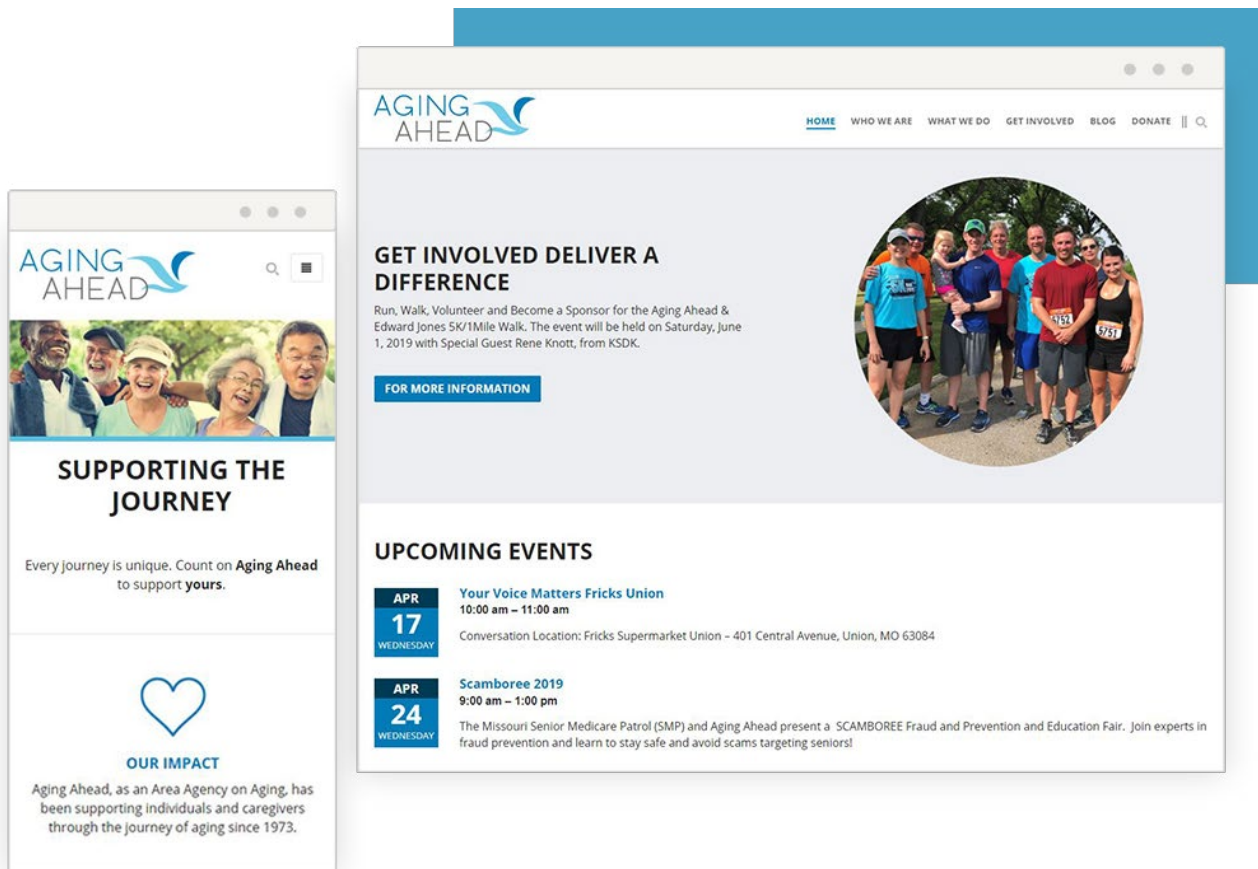 AGING
AHEAD
HOME WHO WE ARE WHAT WE DO GET INVOLVED BLOG DONATE ||
GET INVOLVED DELIVER A
DIFFERENCE
Run, Walk, Volunteer and Become a Sponsor for the Aging Ahead &
Edward Jones 5K/1Mile Walk. The event will be held on Saturday, June
1, 2019 with Special Guest Rene Knott, from KSDK.
FOR MORE INFORMATION
5752
5751
UPCOMING EVENTS
APR
17
WEDNESDAY
Your Voice Matters Fricks Union
10:00 am – 11:00 am
Conversation Location: Fricks Supermarket Union – 401 Central Avenue, Union, MO 63084
APR
24
WEDNESDAY
Scamboree 2019
9:00 am – 1:00 pm
The Missouri Senior Medicare Patrol (SMP) and Aging Ahead present a SCAMBOREE Fraud and Prevention and Education Fair. Join experts in
fraud prevention and learn to stay safe and avoid scams targeting seniors!
AGING
AHEAD
SUPPORTING THE
JOURNEY
Every journey is unique. Count on Aging Ahead
to support yours.
OUR IMPACT
Aging Ahead, as an Area Agency on Aging, has
been supporting individuals and caregivers
through the journey of aging since 1973.